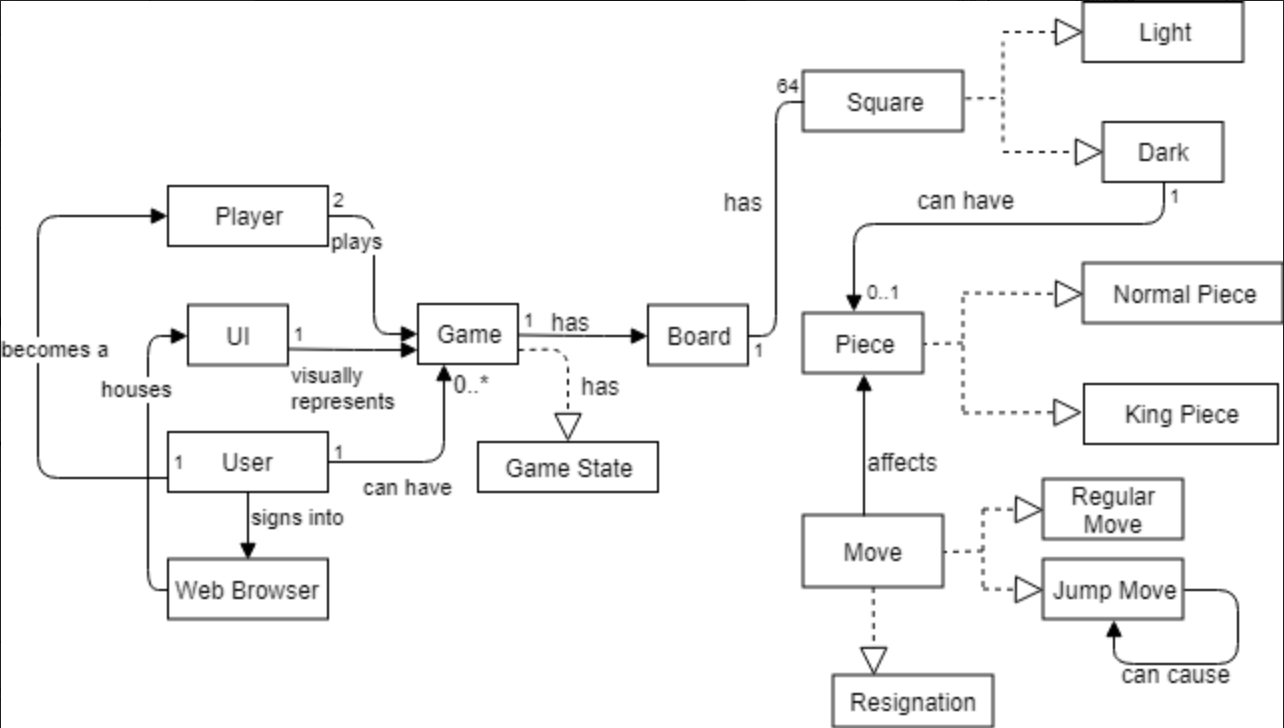 Light
64
Square
Dark
1
can have
has
Player
2
plays
0..1
Normal Piece
UI
1
Game
1
has
Board
1
Piece
becomes a
houses
visually
represents
0..*
has
King Piece
1
User
1
can have
Game State
affects
signs into
Regular
Move
Move
Web Browser
Jump Move
can cause
Resignation